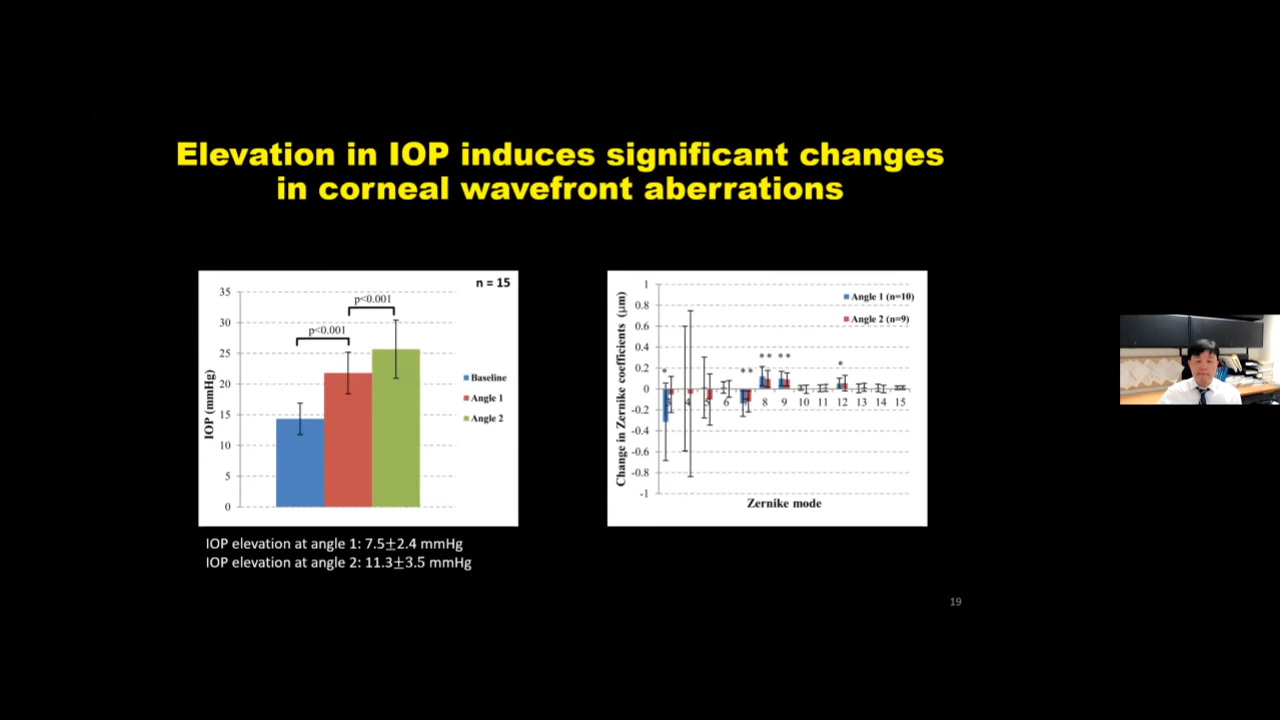 Elevation in IOP induces significant changes
in corneal wavefront aberrations
n = 15
35
30
25
20
15
10
5
0
IOP (mmHg)
p<0.001
p<0.001
Baseline
Angle 1
Angle 2
IOP elevation at angle 1: 7.5±2.4 mmHg
IOP elevation at angle 2: 11.3±3.5 mmHg
1
0.8
0.6
0.4
0.2
0
-0.2
-0.4
-0.6
-0.8
-1
Change in Zernike coefficients (μm)
Angle 1 (n=10)
Angle 2 (n=9)
*
* *
* *
* *
*
3 4 5 6 7 8 9 10 11 12 13 14 15
Zernike mode
19